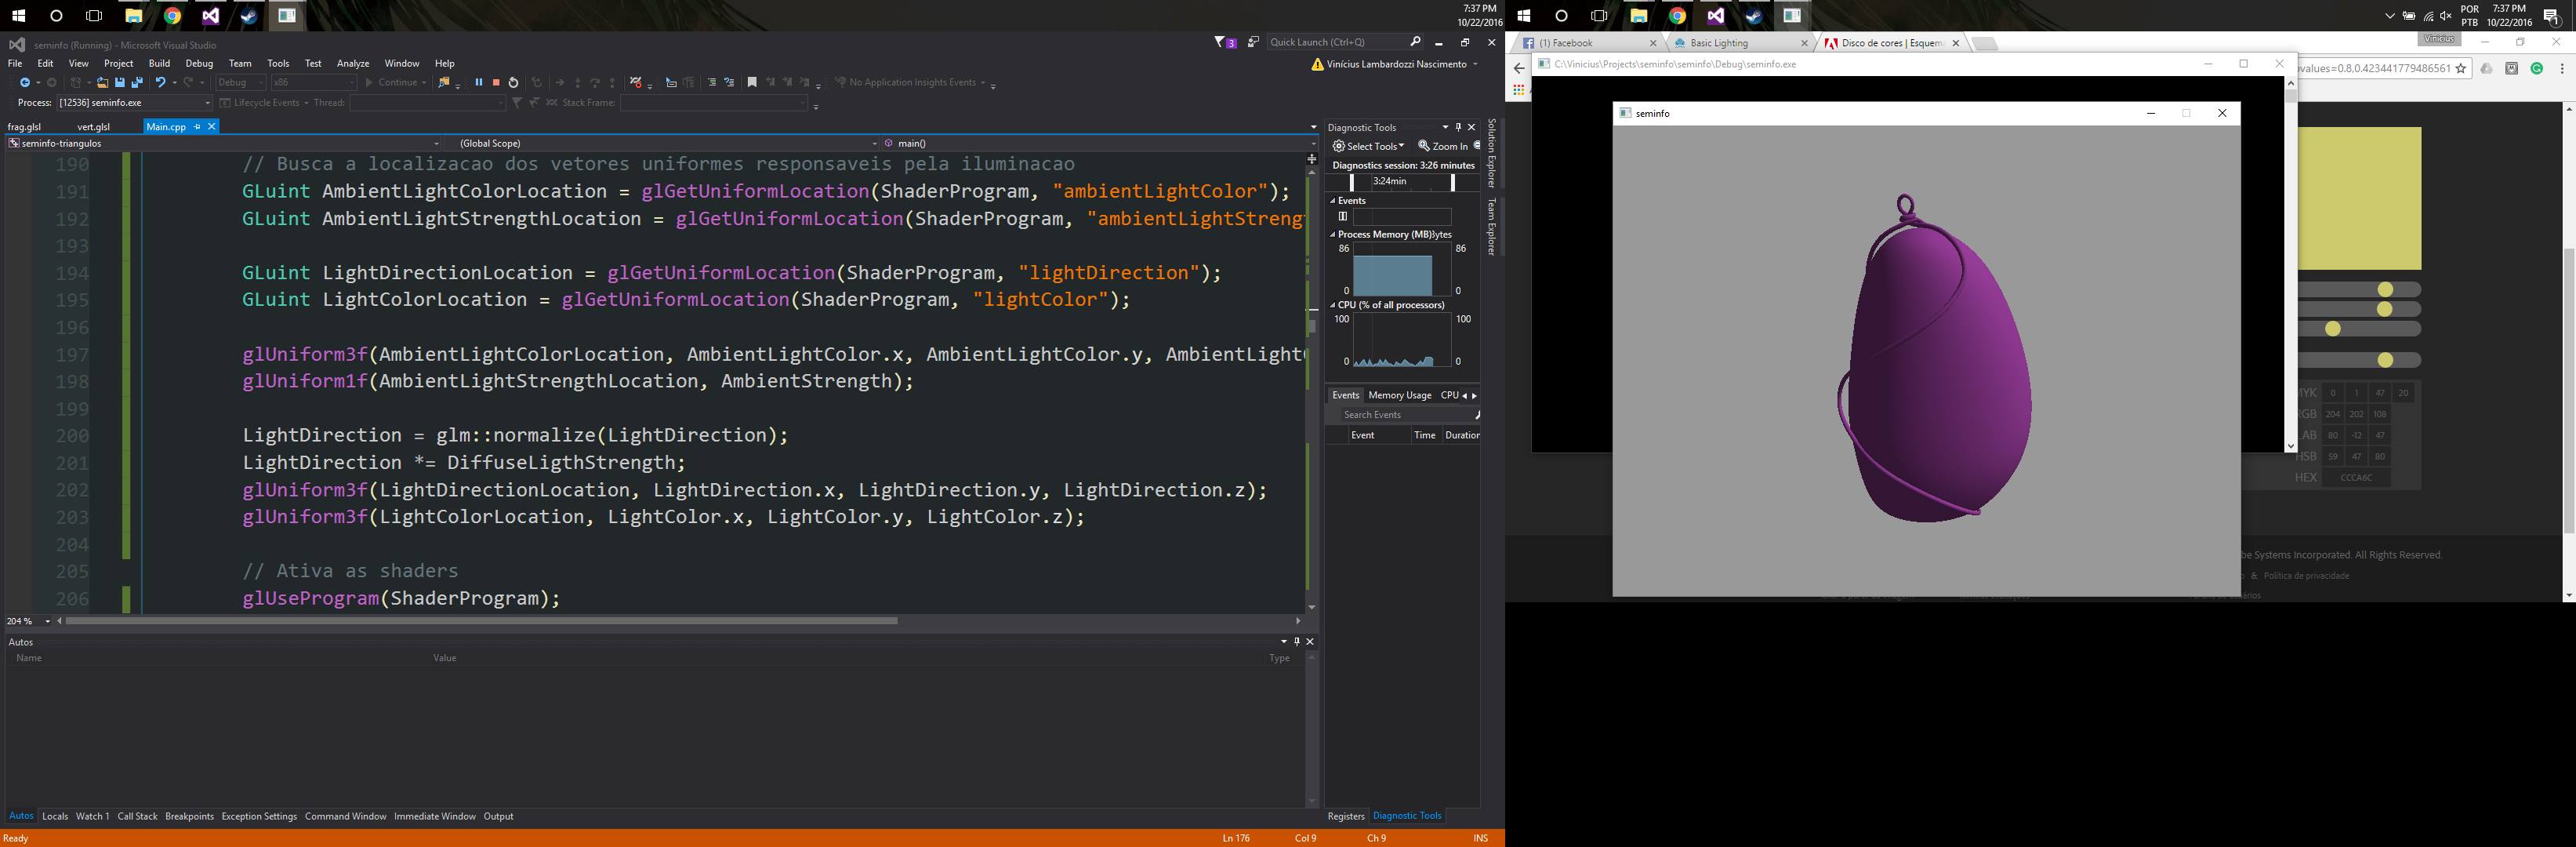 7:37 PM
10/22/2016
seminfo (Running) - Microsoft Visual Studio
3
Quick Launch (Ctrl+Q)
File Edit View Project Build Debug Team Tools Test Analyze Window Help
Vinícius Lambardozzi Nascimento
Debug x86 Continue No Application Insights Events
Process: [12536] seminfo.exe Lifecycle Events Thread: Stack Frame:
frag.glsl vert.glsl Main.cpp
seminfo-triangulos (Global Scope) main()
190 // Busca a localizacao dos vetores uniformes responsaveis pela iluminacao
191 GLuint AmbientLightColorLocation = glGetUniformLocation(ShaderProgram, "ambientLightColor");
192 GLuint AmbientLightStrengthLocation = glGetUniformLocation(ShaderProgram, "ambientLightStrengt
193
194 GLuint LightDirectionLocation = glGetUniformLocation(ShaderProgram, "lightDirection");
195 GLuint LightColorLocation = glGetUniformLocation(ShaderProgram, "lightColor");
196
197 glUniform3f(AmbientLightColorLocation, AmbientLightColor.x, AmbientLightColor.y, AmbientLight
198 glUniform1f(AmbientLightStrengthLocation, AmbientStrength);
199
200 LightDirection = glm::normalize(LightDirection);
201 LightDirection *= DiffuseLigthStrength;
202 glUniform3f(LightDirectionLocation, LightDirection.x, LightDirection.y, LightDirection.z);
203 glUniform3f(LightColorLocation, LightColor.x, LightColor.y, LightColor.z);
204
205 // Ativa as shaders
206 glUseProgram(ShaderProgram);
204 %
Autos
Name Value Type
Autos Locals Watch 1 Call Stack Breakpoints Exception Settings Command Window Immediate Window Output
Ready Ln 176 Col 9 Ch 9 INS
Diagnostic Tools
Select Tools Zoom In
Diagnostics session: 3:26 minutes
3:24min
Events
Process Memory (MB)
86 86
0 0
CPU (% of all processors)
100 100
0 0
Events Memory Usage CPU
Search Events
Event Time Duration
Registers Diagnostic Tools
Solution Explorer
Team Explorer
POR
PTB
7:37 PM
10/22/2016
1
(1) Facebook
Basic Lighting
Disco de cores | Esquem
Vinicius
C:\Vinicius\Projects\seminfo\seminfo\Debug\seminfo.exe
values=0.8,0.423441779486561
seminfo
MYK 0 1 47 20
RGB 204 202 108
LAB 80 -12 47
HSB 59 47 80
HEX CCCA6C
be Systems Incorporated. All Rights Reserved.
& Política de privacidade